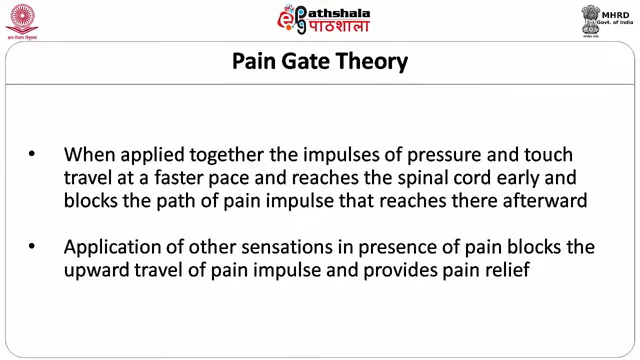 Pathshala
पाठशाला
MHRD
Govt. of India
Pain Gate Theory
• When applied together the impulses of pressure and touch
travel at a faster pace and reaches the spinal cord early and
blocks the path of pain impulse that reaches there afterward
• Application of other sensations in presence of pain blocks the
upward travel of pain impulse and provides pain relief